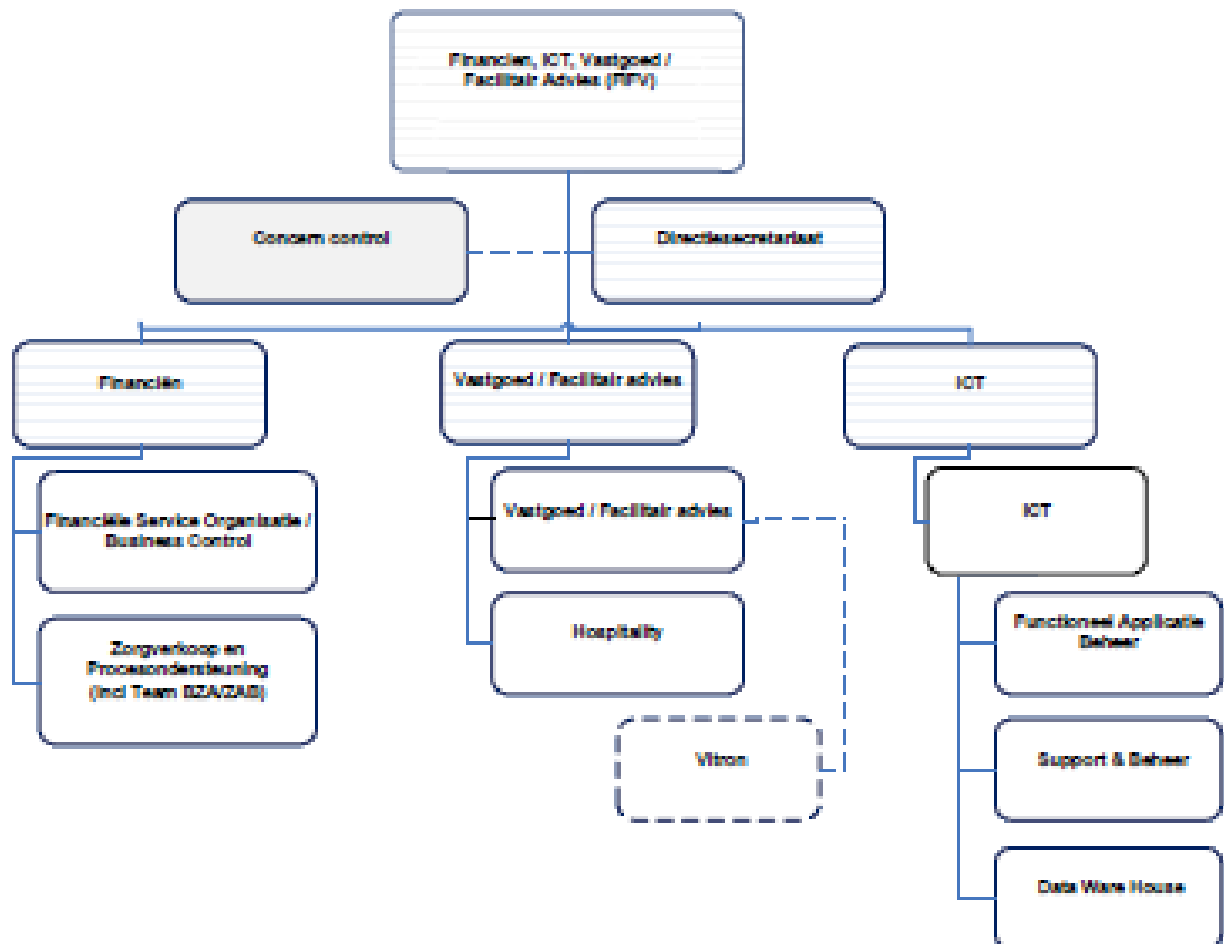 Financien, ICT, Vastgoed /
Facilitair Advies (FIFV)
Concern control
Directiesecretariaat
Financiën
Vastgoed / Facilitair advies
ICT
Financiële Service Organisatie /
Business Control
Vastgoed / Facilitair advies
ICT
Zorgverkoop en
Procesondersteuning
(incl Team BZA/ZAB)
Hospitality
Functioneel Applicatie
Beheer
Vitron
Support & Beheer
Data Ware House